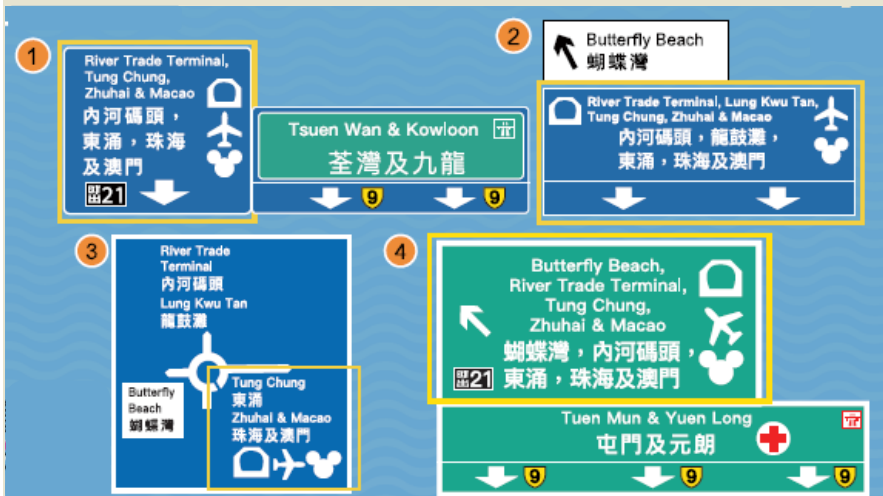 1
River Trade Terminal,
Tung Chung,
Zhuhai & Macao
內河碼頭，
東涌，珠海
及澳門
出 21
Tsuen Wan & Kowloon
荃灣及九龍
9
9
2
Butterfly Beach
蝴蝶灣
River Trade Terminal, Lung Kwu Tan,
Tung Chung, Zhuhai & Macao
內河碼頭，龍鼓灘，
東涌，珠海及澳門
3
River Trade
Terminal
內河碼頭
Lung Kwu Tan
龍鼓灘
Butterfly
Beach
蝴蝶灣
Tung Chung
東涌
Zhuhai & Macao
珠海及澳門
4
Butterfly Beach,
River Trade Terminal,
Tung Chung,
Zhuhai & Macao
蝴蝶灣，內河碼頭，
出 21 東涌，珠海及澳門
Tuen Mun & Yuen Long
屯門及元朗
9
9
9